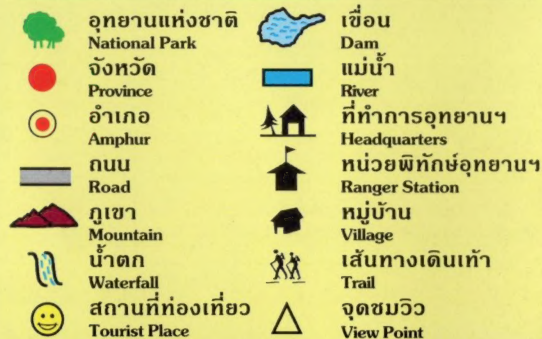 อุทยานแห่งชาติ
National Park
จังหวัด
Province
อำเภอ
Amphur
ถนน
Road
ภูเขา
Mountain
น้ำตก
Waterfall
สถานที่ท่องเที่ยว
Tourist Place
เขื่อน
Dam
แม่น้ำ
River
ที่ทำการอุทยานฯ
Headquarters
หน่วยพิทักษ์อุทยานฯ
Ranger Station
หมู่บ้าน
Village
เส้นทางเดินเท้า
Trail
จุดชมวิว
View Point